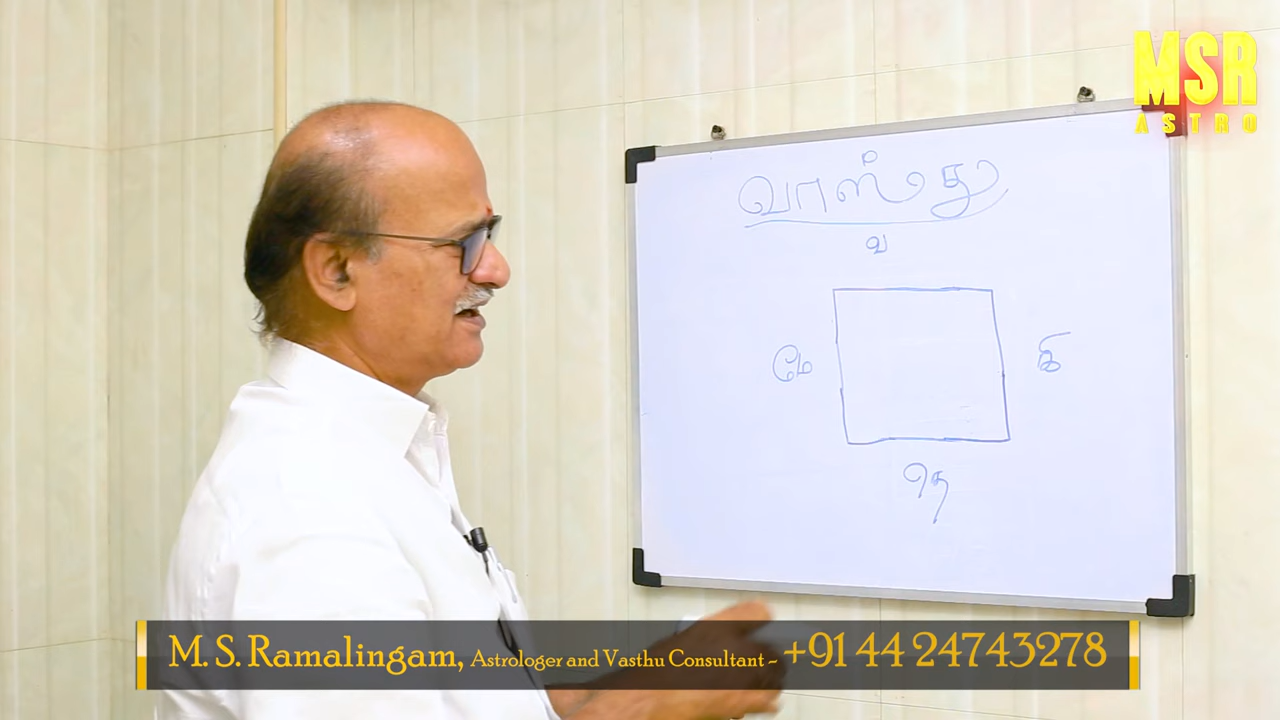 MSR
ASTRO
வாஸ்து
வ
மே
கி
தெ
M. S. Ramalingam, Astrologer and Vasthu Consultant - +91 44 24743278